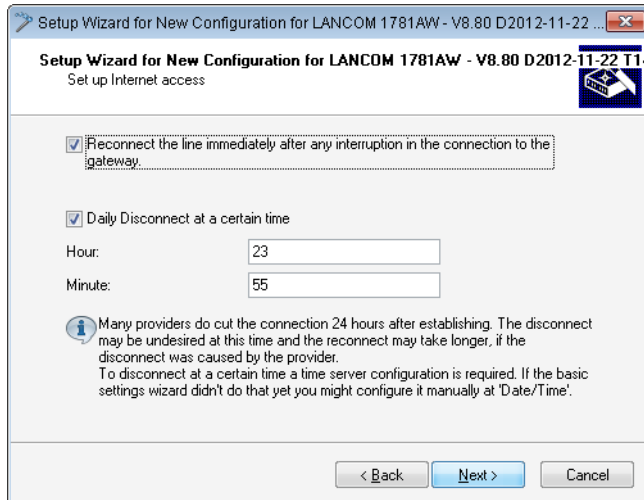 Setup Wizard for New Configuration for LANCOM 1781AW - V8.80 D2012-11-22 ...
Setup Wizard for New Configuration for LANCOM 1781AW - V8.80 D2012-11-22 T1
Set up Internet access
Reconnect the line immediately after any interruption in the connection to the
gateway.
Daily Disconnect at a certain time
Hour:
23
Minute:
55
Many providers do cut the connection 24 hours after establishing. The disconnect
may be undesired at this time and the reconnect may take longer, if the
disconnect was caused by the provider.
To disconnect at a certain time a time server configuration is required. If the basic
settings wizard didn't do that yet you might configure it manually at 'Date/Time'.
< Back
Next >
Cancel